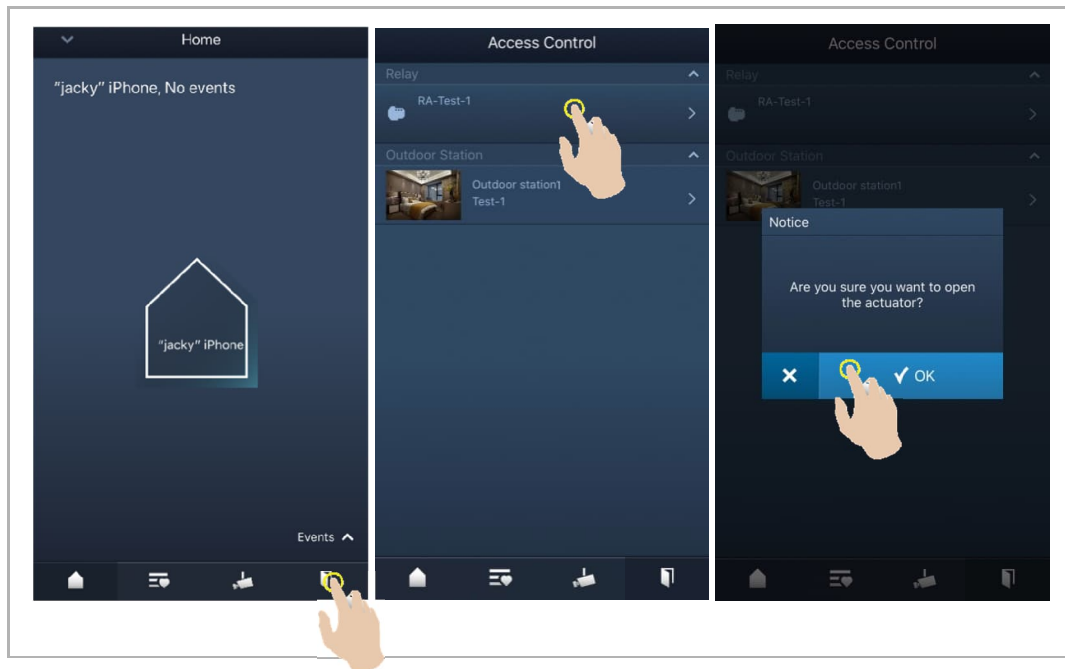 Home
"jacky" iPhone, No events
"jacky" iPhone
Events
Access Control
Relay
RA-Test-1
Outdoor Station
Outdoor station1
Test-1
Access Control
Relay
RA-Test-1
Outdoor Station
Outdoor station1
Test-1
Notice
Are you sure you want to open
the actuator?
OK